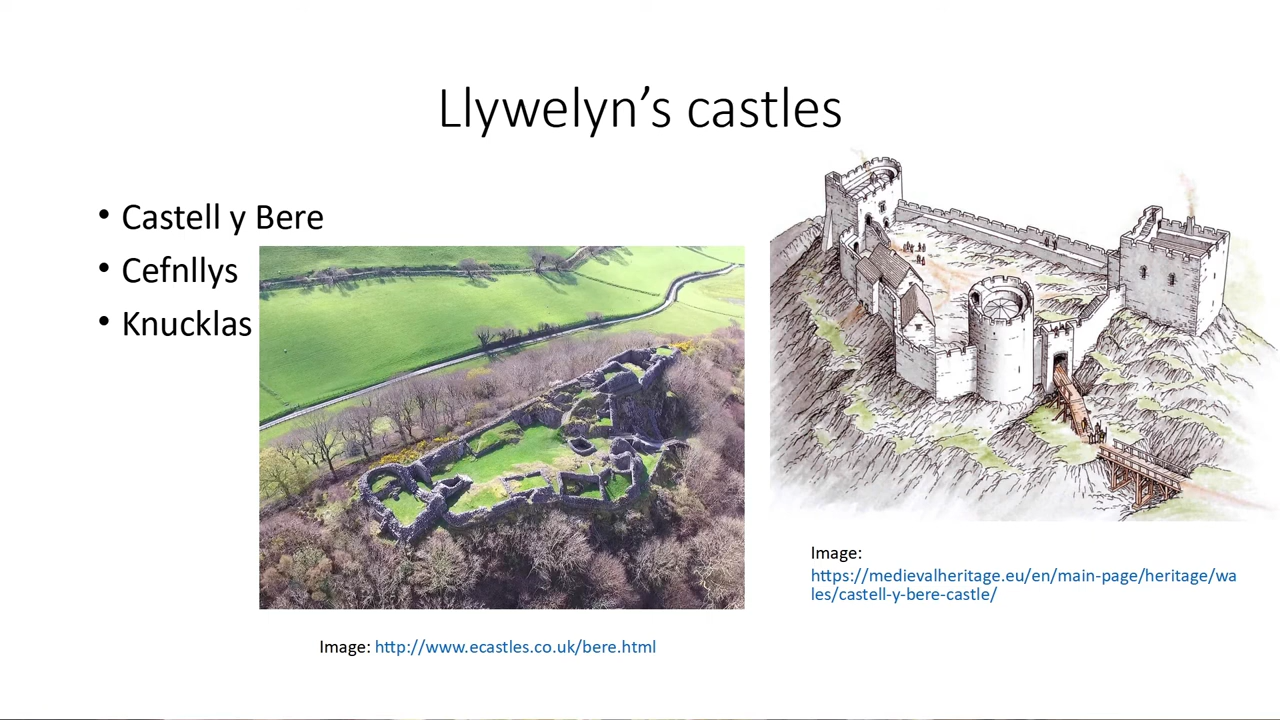 Llywelyn’s castles
• Castell y Bere
• Cefnllys
• Knucklas
Image:
https://medievalheritage.eu/en/main-page/heritage/wa
les/castell-y-bere-castle/
Image: http://www.ecastles.co.uk/bere.html